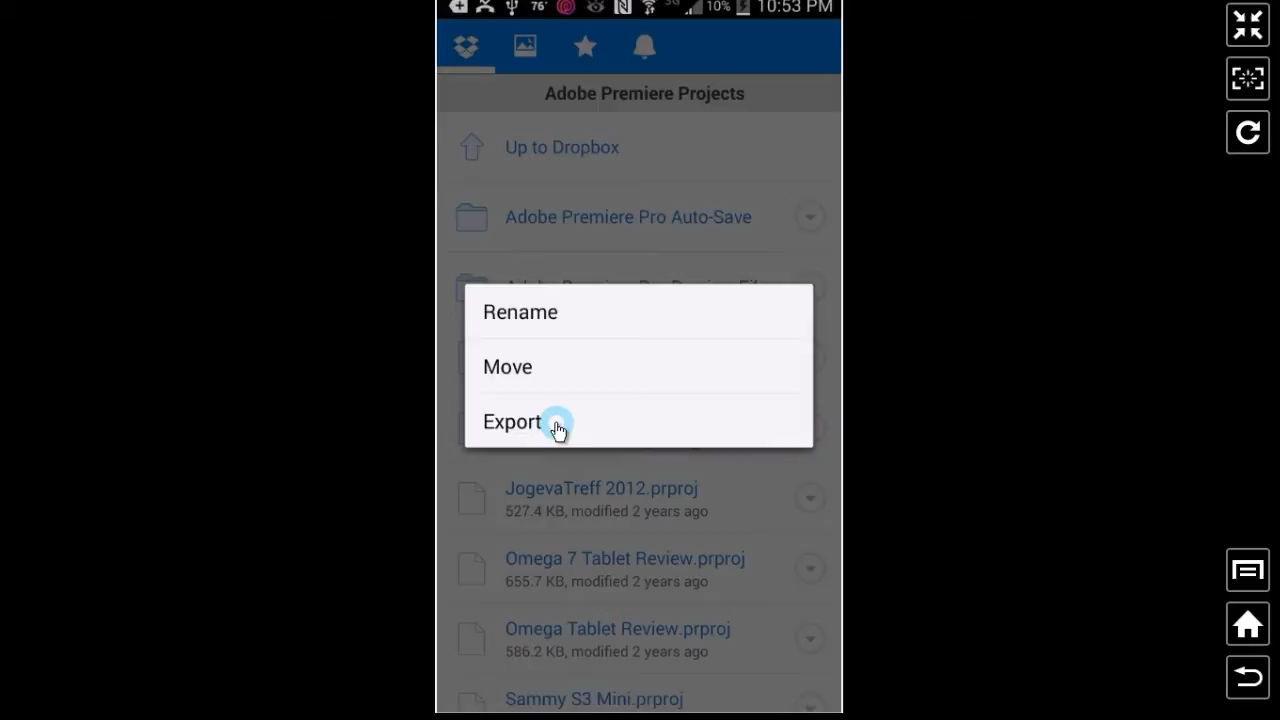 76° 3G 10% 10:53 PM
Adobe Premiere Projects
Up to Dropbox
Adobe Premiere Pro Auto-Save
Rename
Move
Export
JogevaTreff 2012.prproj
527.4 KB, modified 2 years ago
Omega 7 Tablet Review.prproj
655.7 KB, modified 2 years ago
Omega Tablet Review.prproj
586.2 KB, modified 2 years ago
Sammy S3 Mini.prproj